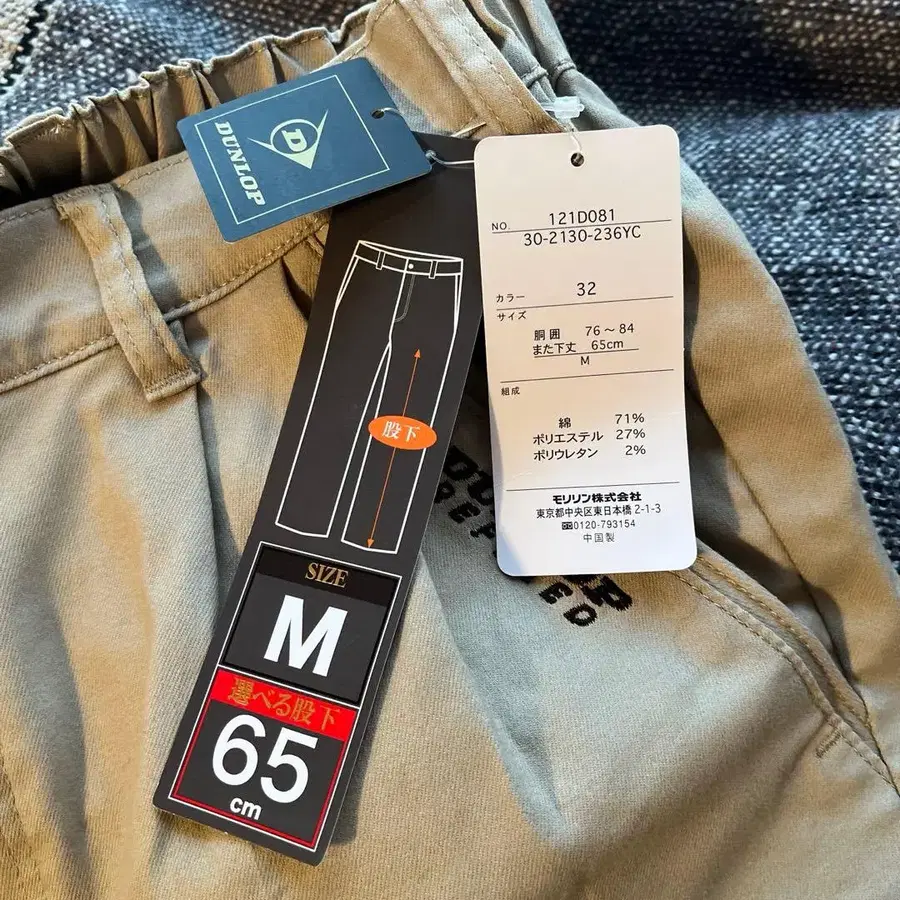 DUNLOP
D
股下
SIZE
M
選べる股下
65
cm
NO. 121D081
30-2130-236YC
カラー 32
サイズ
胴囲 76～84
また下丈 65cm
M
組成
綿 71%
ポリエステル 27%
ポリウレタン 2%
モリリン株式会社
東京都中央区東日本橋2-1-3
0120-793154
中国製